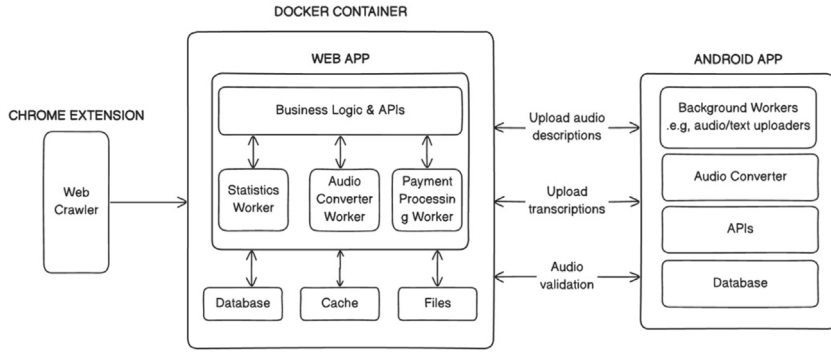 DOCKER CONTAINER
WEB APP
ANDROID APP
Business Logic & APIs
Upload audio
descriptions
Background Workers
.e.g, audio/text uploaders
CHROME EXTENSION
Web
Crawler
Statistics
Worker
Audio
Converter
Worker
Payment
Processin
g Worker
Upload
transcriptions
Audio Converter
APIs
Audio
validation
Database
Database
Cache
Files